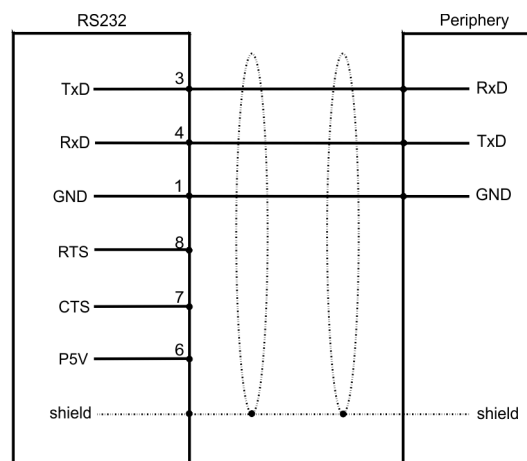 RS232 Periphery
TxD 3 RxD
RxD 4 TxD
GND 1 GND
RTS 8
CTS 7
P5V 6
shield shield